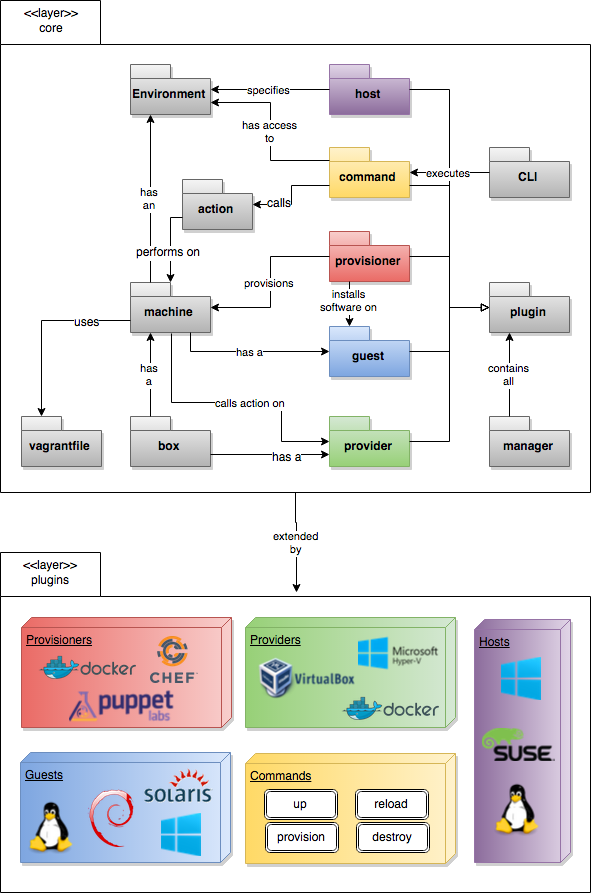 <<layer>>
core
Environment
specifies
host
has access
to
command
executes
CLI
has
an
action
calls
performs on
provisioner
provisions
installs
software on
machine
plugin
uses
has
a
has a
guest
contains
all
calls action on
vagrantfile
box
has a
provider
manager
extended
by
<<layer>>
plugins
Provisioners
docker
CHEF
puppet
labs
Providers
Microsoft
Hyper-V
VirtualBox
docker
Hosts
SUSE
Guests
solaris
Commands
up
reload
provision
destroy